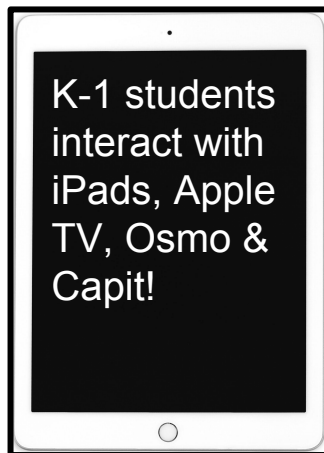 K-1 students
interact with
iPads, Apple
TV, Osmo &
Capit!